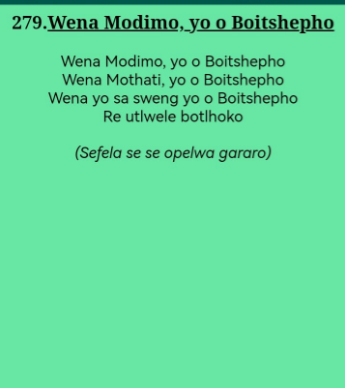 279.Wena Modimo, yo o Boitshepho
Wena Modimo, yo o Boitshepho
Wena Mothati, yo o Boitshepho
Wena yo sa sweng yo o Boitshepho
Re utlwele botlhoko
(Sefela se se opelwa gararo)